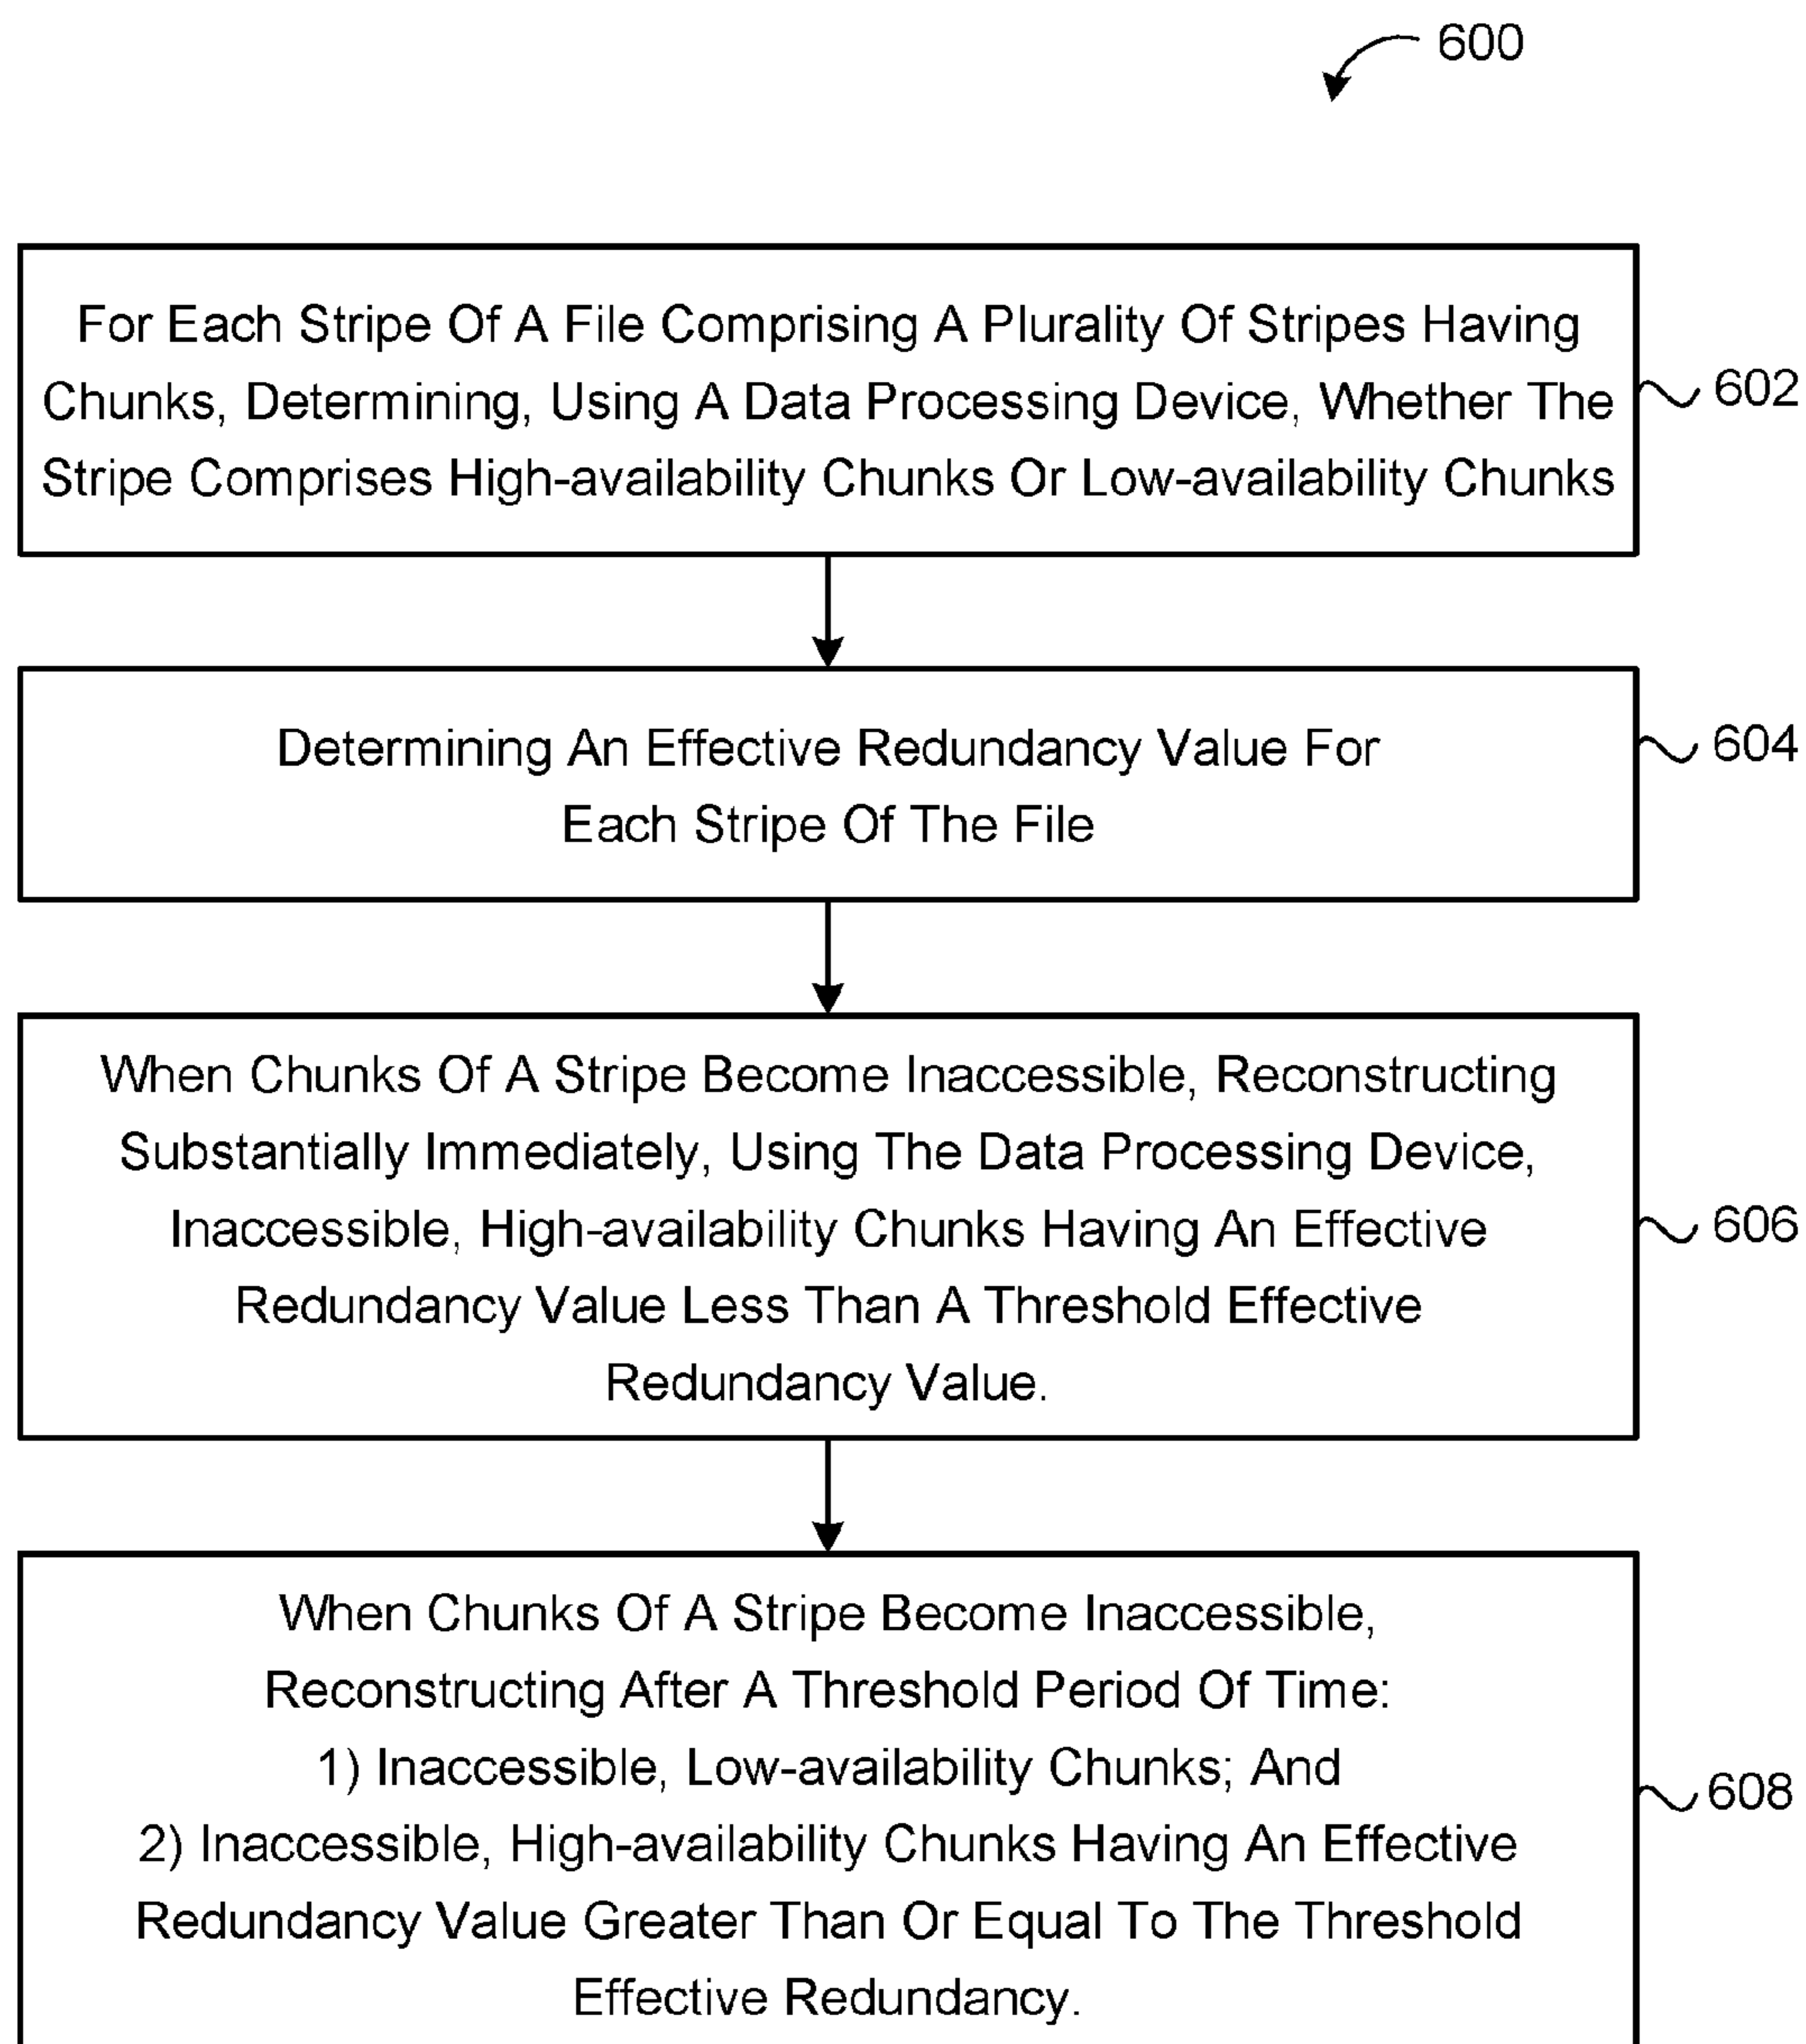 600
For Each Stripe Of A File Comprising A Plurality Of Stripes Having
Chunks, Determining, Using A Data Processing Device, Whether The
Stripe Comprises High-availability Chunks Or Low-availability Chunks
602
Determining An Effective Redundancy Value For
Each Stripe Of The File
604
When Chunks Of A Stripe Become Inaccessible, Reconstructing
Substantially Immediately, Using The Data Processing Device,
Inaccessible, High-availability Chunks Having An Effective
Redundancy Value Less Than A Threshold Effective
Redundancy Value.
606
When Chunks Of A Stripe Become Inaccessible,
Reconstructing After A Threshold Period Of Time:
1) Inaccessible, Low-availability Chunks; And
2) Inaccessible, High-availability Chunks Having An Effective
Redundancy Value Greater Than Or Equal To The Threshold
Effective Redundancy.
608